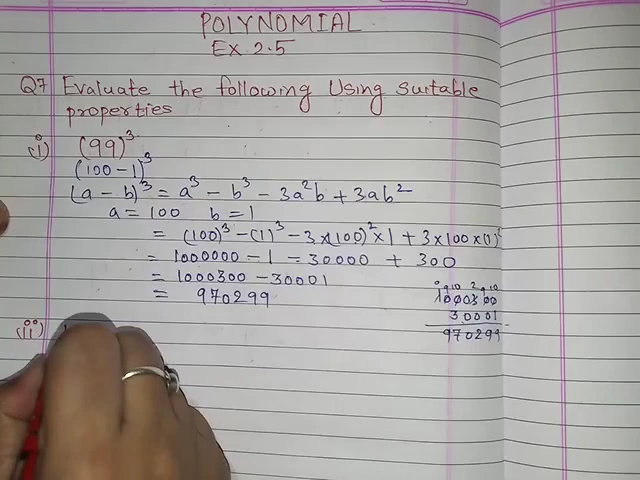 POLYNOMIAL
Ex 2.5
Q7 Evaluate the following Using suitable
properties
(i) (99)³
(100-1)³
(a - b)³ = a³ - b³ - 3a²b + 3ab²
a = 100 b = 1
= (100)³ - (1)³ - 3×(100)²×1 + 3×100×(1)²
= 1000000 - 1 - 30000 + 300
= 1000300 - 30001
= 970299
1000300
30001
970299
(ii)